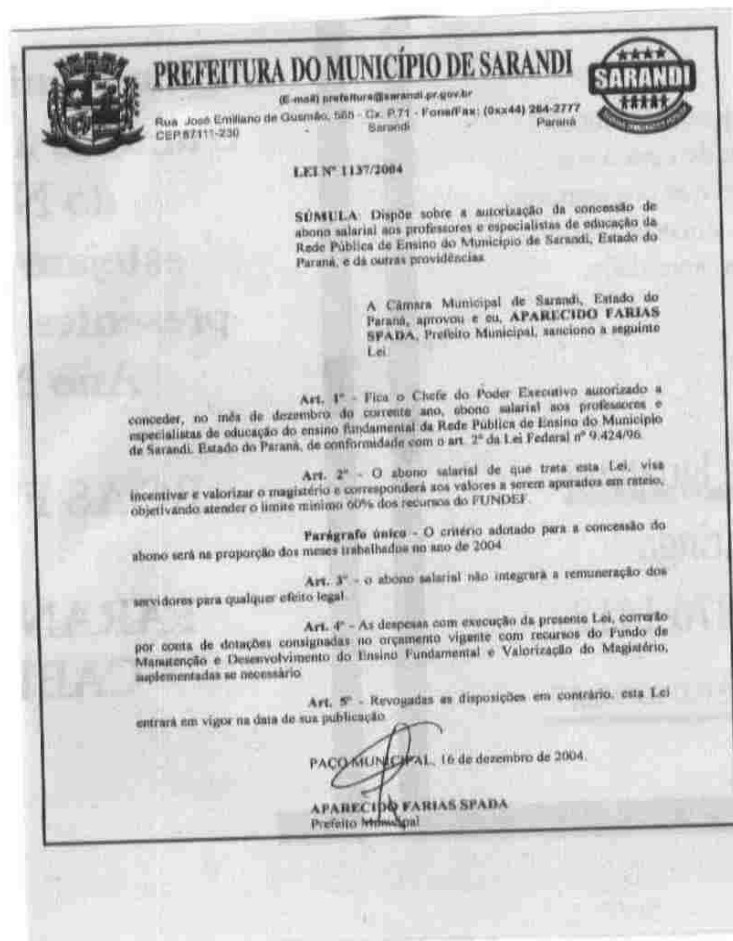 PREFEITURA DO MUNICÍPIO DE SARANDI
(E-mail) prefeitura@sarandi.pr.gov.br
Rua José Emiliano de Gusmão, 565 - Cx. P.71 - Fone/Fax: (0xx44) 264-2777
CEP 87111-230 - Sarandi Paraná
SARANDI
LEI Nº 1137/2004
SÚMULA: Dispõe sobre a autorização da concessão de
abono salarial aos professores e especialistas de educação da
Rede Pública de Ensino do Município de Sarandi, Estado do
Paraná, e dá outras providências.
A Câmara Municipal de Sarandi, Estado do
Paraná, aprovou e eu, APARECIDO FARIAS
SPADA, Prefeito Municipal, sanciono a seguinte
Lei:
Art. 1º - Fica o Chefe do Poder Executivo autorizado a
conceder, no mês de dezembro do corrente ano, abono salarial aos professores e
especialistas de educação do ensino fundamental da Rede Pública de Ensino do Município
de Sarandi, Estado do Paraná, de conformidade com o art. 2º da Lei Federal nº 9.424/96.
Art. 2º - O abono salarial de que trata esta Lei, visa
incentivar e valorizar o magistério e corresponderá aos valores a serem apurados em rateio,
objetivando atender o limite mínimo 60% dos recursos do FUNDEF.
Parágrafo único - O critério adotado para a concessão do
abono será na proporção dos meses trabalhados no ano de 2004.
Art. 3º - o abono salarial não integrará a remuneração dos
servidores para qualquer efeito legal.
Art. 4º - As despesas com execução da presente Lei, correrão
por conta de dotações consignadas no orçamento vigente com recursos do Fundo de
Manutenção e Desenvolvimento do Ensino Fundamental e Valorização do Magistério,
suplementadas se necessário.
Art. 5º - Revogadas as disposições em contrário, esta Lei
entrará em vigor na data de sua publicação.
PAÇO MUNICIPAL, 16 de dezembro de 2004.
APARECIDO FARIAS SPADA
Prefeito Municipal